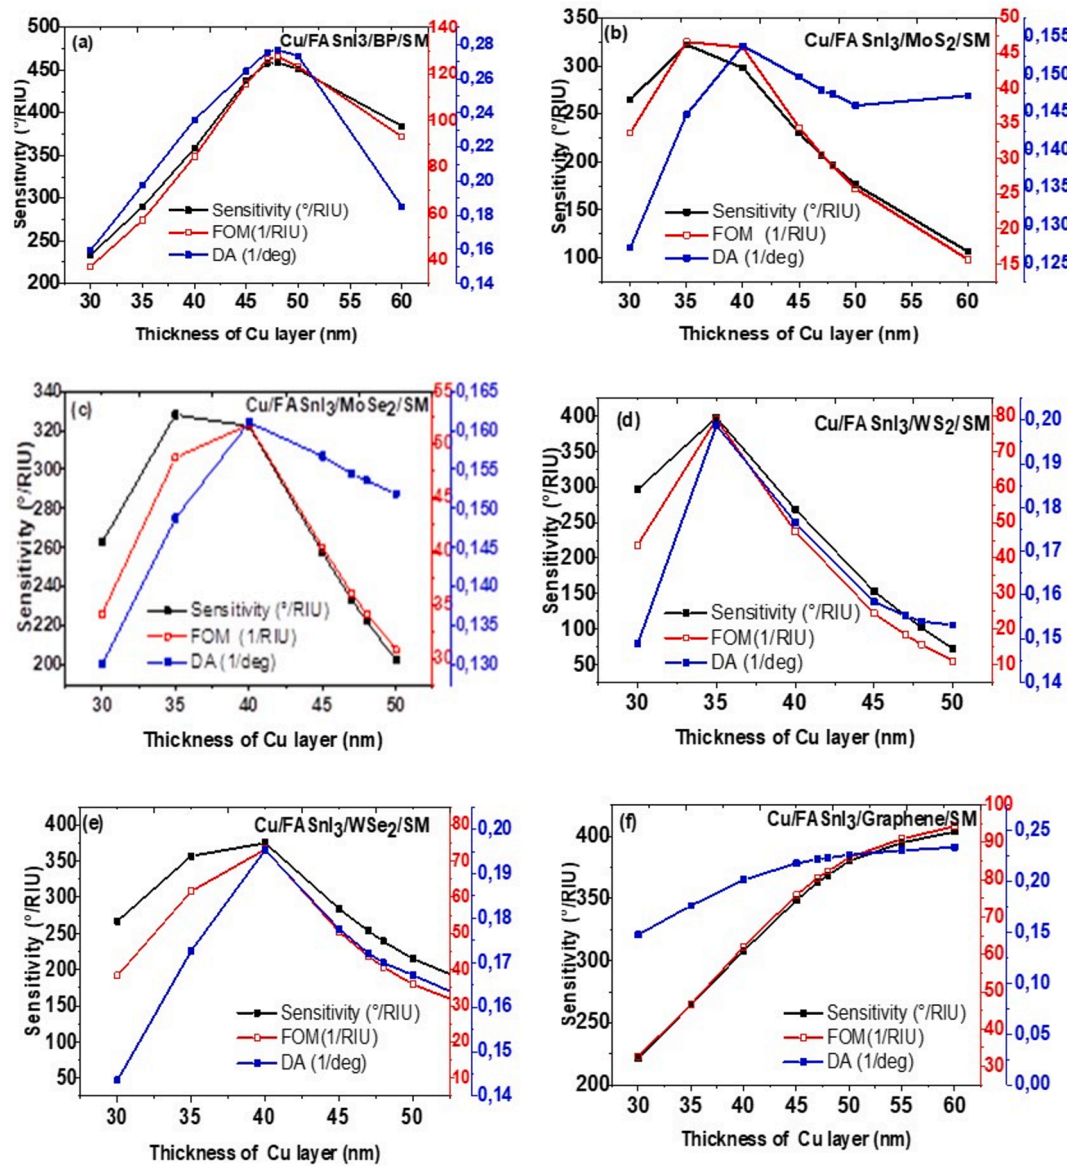 (a)
Cu/FASnI3/BP/SM
500
450
400
350
300
250
200
Sensitivity (°/RIU)
Sensitivity (°/RIU)
FOM(1/RIU)
DA (1/deg)
140
120
100
80
60
40
0,28
0,26
0,24
0,22
0,20
0,18
0,16
0,14
30 35 40 45 50 55 60
Thickness of Cu layer (nm)
(b)
Cu/FASnI3/MoS2/SM
350
300
250
200
150
100
Sensitivity (°/RIU)
Sensitivity (°/RIU)
FOM (1/RIU)
DA (1/deg)
50
45
40
35
30
25
20
15
0,155
0,150
0,145
0,140
0,135
0,130
0,125
30 35 40 45 50 55 60
Thickness of Cu layer (nm)
(c)
Cu/FASnI3/MoSe2/SM
340
320
300
280
260
240
220
200
Sensitivity (°/RIU)
Sensitivity (°/RIU)
FOM (1/RIU)
DA (1/deg)
55
50
45
40
35
30
0,165
0,160
0,155
0,150
0,145
0,140
0,135
0,130
30 35 40 45 50
Thickness of Cu layer (nm)
(d)
Cu/FASnI3/WS2/SM
400
350
300
250
200
150
100
50
Sensitivity (°/RIU)
Sensitivity (°/RIU)
FOM(1/RIU)
DA (1/deg)
80
70
60
50
40
30
20
10
0,20
0,19
0,18
0,17
0,16
0,15
0,14
30 35 40 45 50
Thickness of Cu layer (nm)
(e)
Cu/FASnI3/WSe2/SM
400
350
300
250
200
150
100
50
Sensitivity (°/RIU)
Sensitivity (°/RIU)
FOM(1/RIU)
DA (1/deg)
80
70
60
50
40
30
20
10
0,20
0,19
0,18
0,17
0,16
0,15
0,14
30 35 40 45 50
Thickness of Cu layer (nm)
(f)
Cu/FASnI3/Graphene/SM
400
350
300
250
200
Sensitivity (°/RIU)
Sensitivity (°/RIU)
FOM(1/RIU)
DA (1/deg)
100
90
80
70
60
50
40
30
0,25
0,20
0,15
0,10
0,05
0,00
30 35 40 45 50 55 60
Thickness of Cu layer (nm)